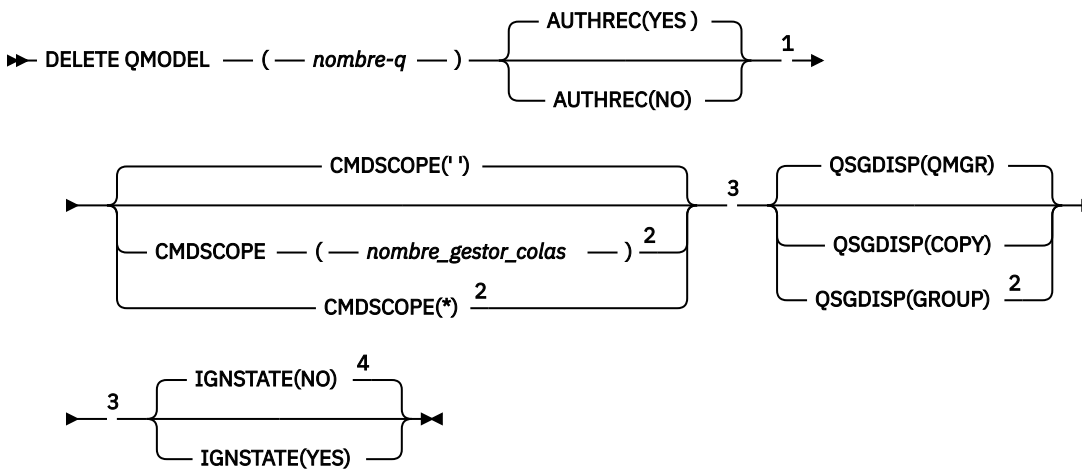 AUTHREC(YES )
DELETE QMODEL ( nombre-q ) 1
AUTHREC(NO)
CMDSCOPE(' ') QSGDISP(QMGR)
3
CMDSCOPE ( nombre_gestor_colas ) 2 QSGDISP(COPY)
CMDSCOPE(*) 2 QSGDISP(GROUP) 2
IGNSTATE(NO) 4
3
IGNSTATE(YES)